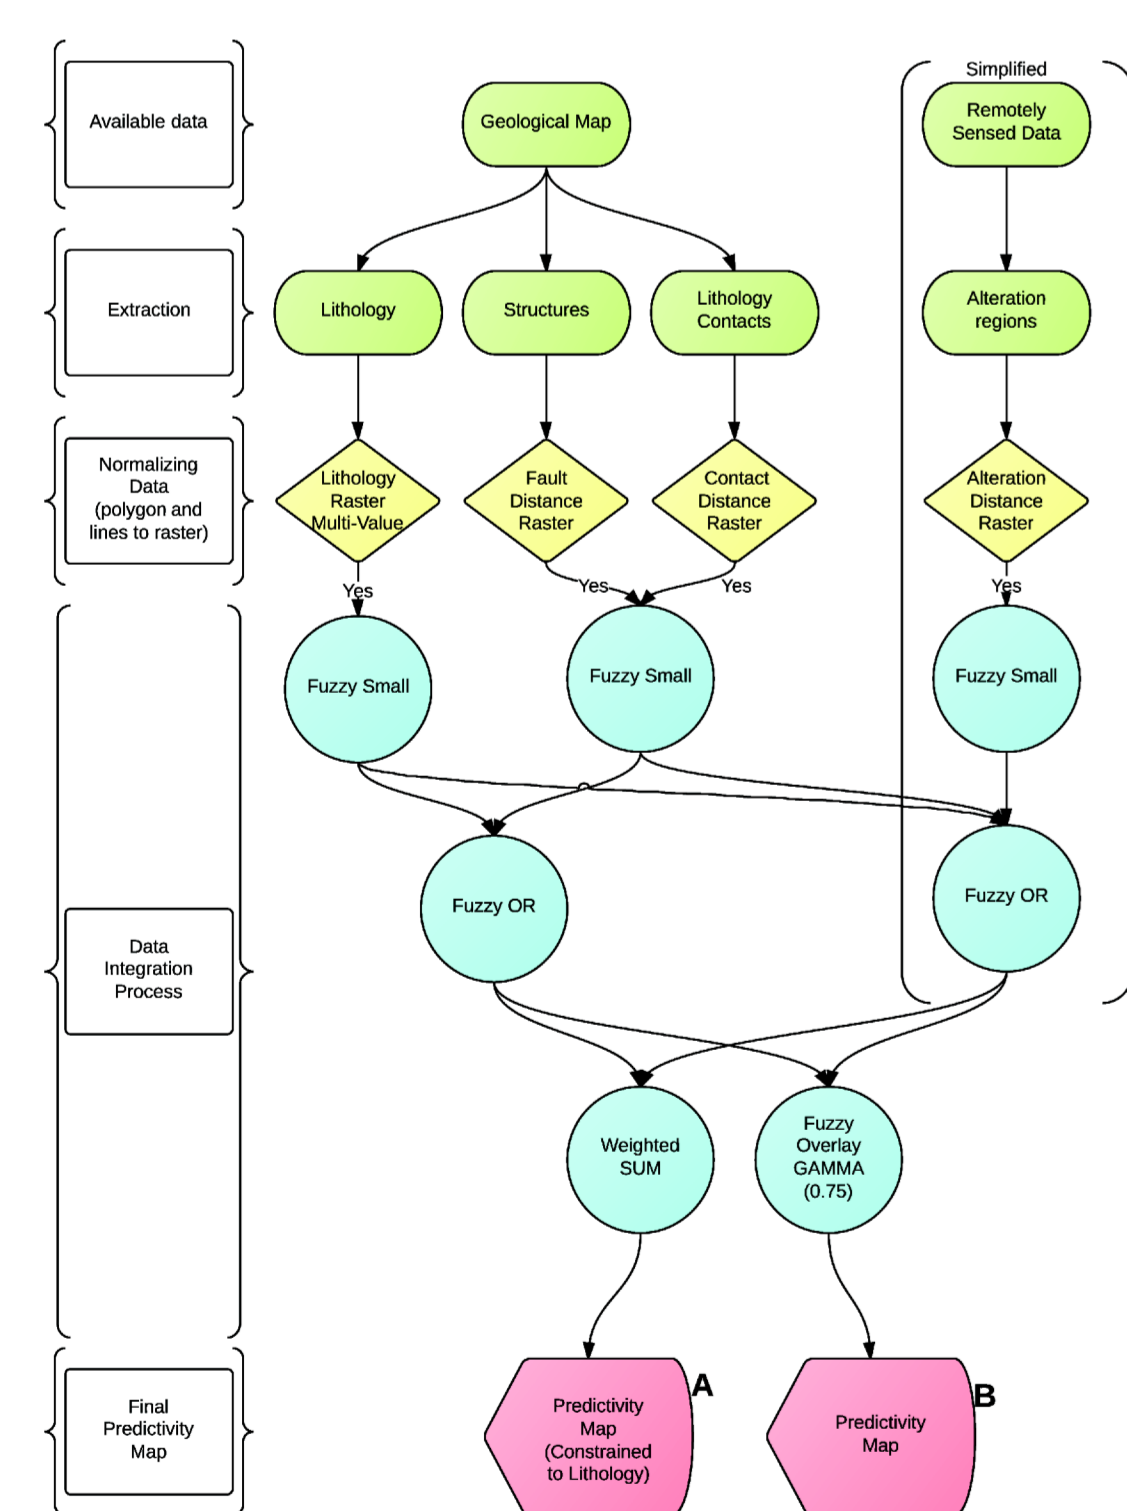 Simplified
Available data
Geological Map
Remotely
Sensed Data
Extraction
Lithology
Structures
Lithology
Contacts
Alteration
regions
Normalizing
Data
(polygon and
lines to raster)
Lithology
Raster
Multi-Value
Fault
Distance
Raster
Contact
Distance
Raster
Alteration
Distance
Raster
Yes
Yes
Yes
Yes
Fuzzy Small
Fuzzy Small
Fuzzy Small
Data
Integration
Process
Fuzzy OR
Fuzzy OR
Weighted
SUM
Fuzzy
Overlay
GAMMA
(0.75)
Final
Predictivity
Map
A
Predictivity
Map
(Constrained
to Lithology)
B
Predictivity
Map